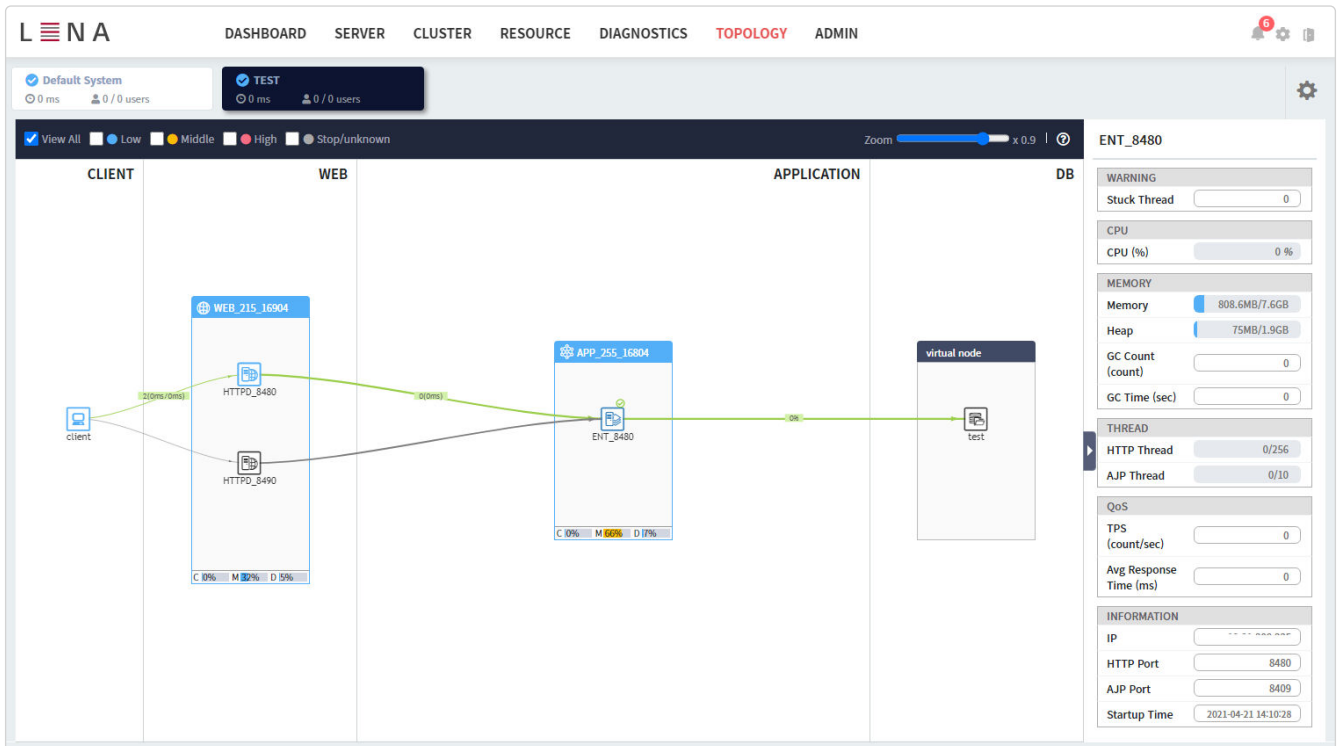 LENA
DASHBOARD SERVER CLUSTER RESOURCE DIAGNOSTICS TOPOLOGY ADMIN
6
Default System
0 ms 0 / 0 users
TEST
0 ms 0 / 0 users
View All Low Middle High Stop/unknown
Zoom x 0.9
CLIENT WEB APPLICATION DB
WEB_215_16904
HTTPD_8480
2(0ms/0ms)
client
HTTPD_8490
C 0% M 32% D 5%
0(0ms)
APP_255_16804
ENT_8480
C 0% M 66% D 7%
0%
virtual node
test
ENT_8480
WARNING
Stuck Thread 0
CPU
CPU (%) 0 %
MEMORY
Memory 808.6MB/7.6GB
Heap 75MB/1.9GB
GC Count
(count) 0
GC Time (sec) 0
THREAD
HTTP Thread 0/256
AJP Thread 0/10
QoS
TPS
(count/sec) 0
Avg Response
Time (ms) 0
INFORMATION
IP
HTTP Port 8480
AJP Port 8409
Startup Time 2021-04-21 14:10:28